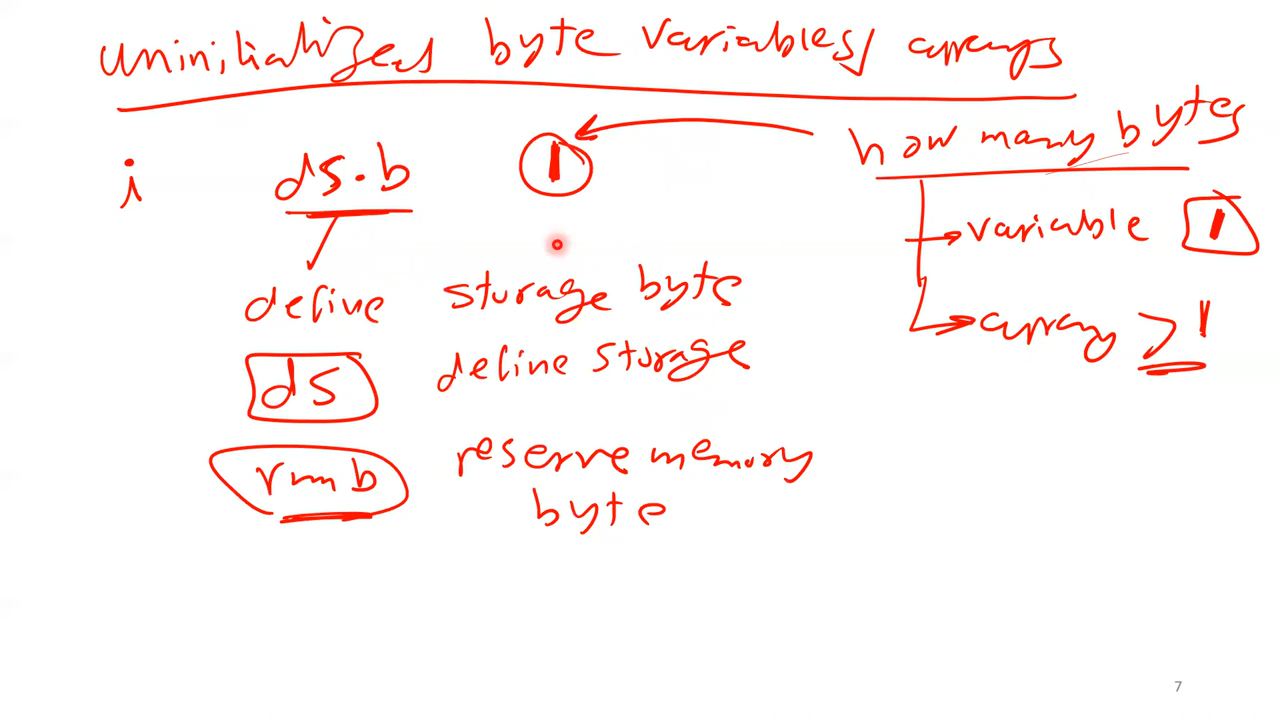 uninitialized byte variables/ arrays
i ds.b 1
how many bytes
variable 1
array >1
define storage byte
ds define storage
rmb reserve memory
byte
7